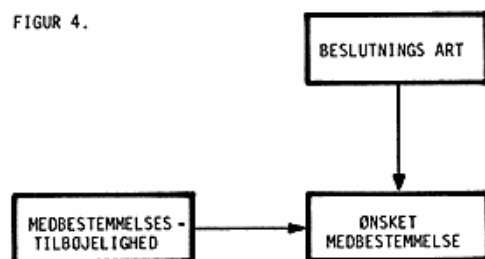 FIGUR 4.
BESLUTNINGS ART
MEDBESTEMMELSES-
TILBØJELIGHED
ØNSKET
MEDBESTEMMELSE